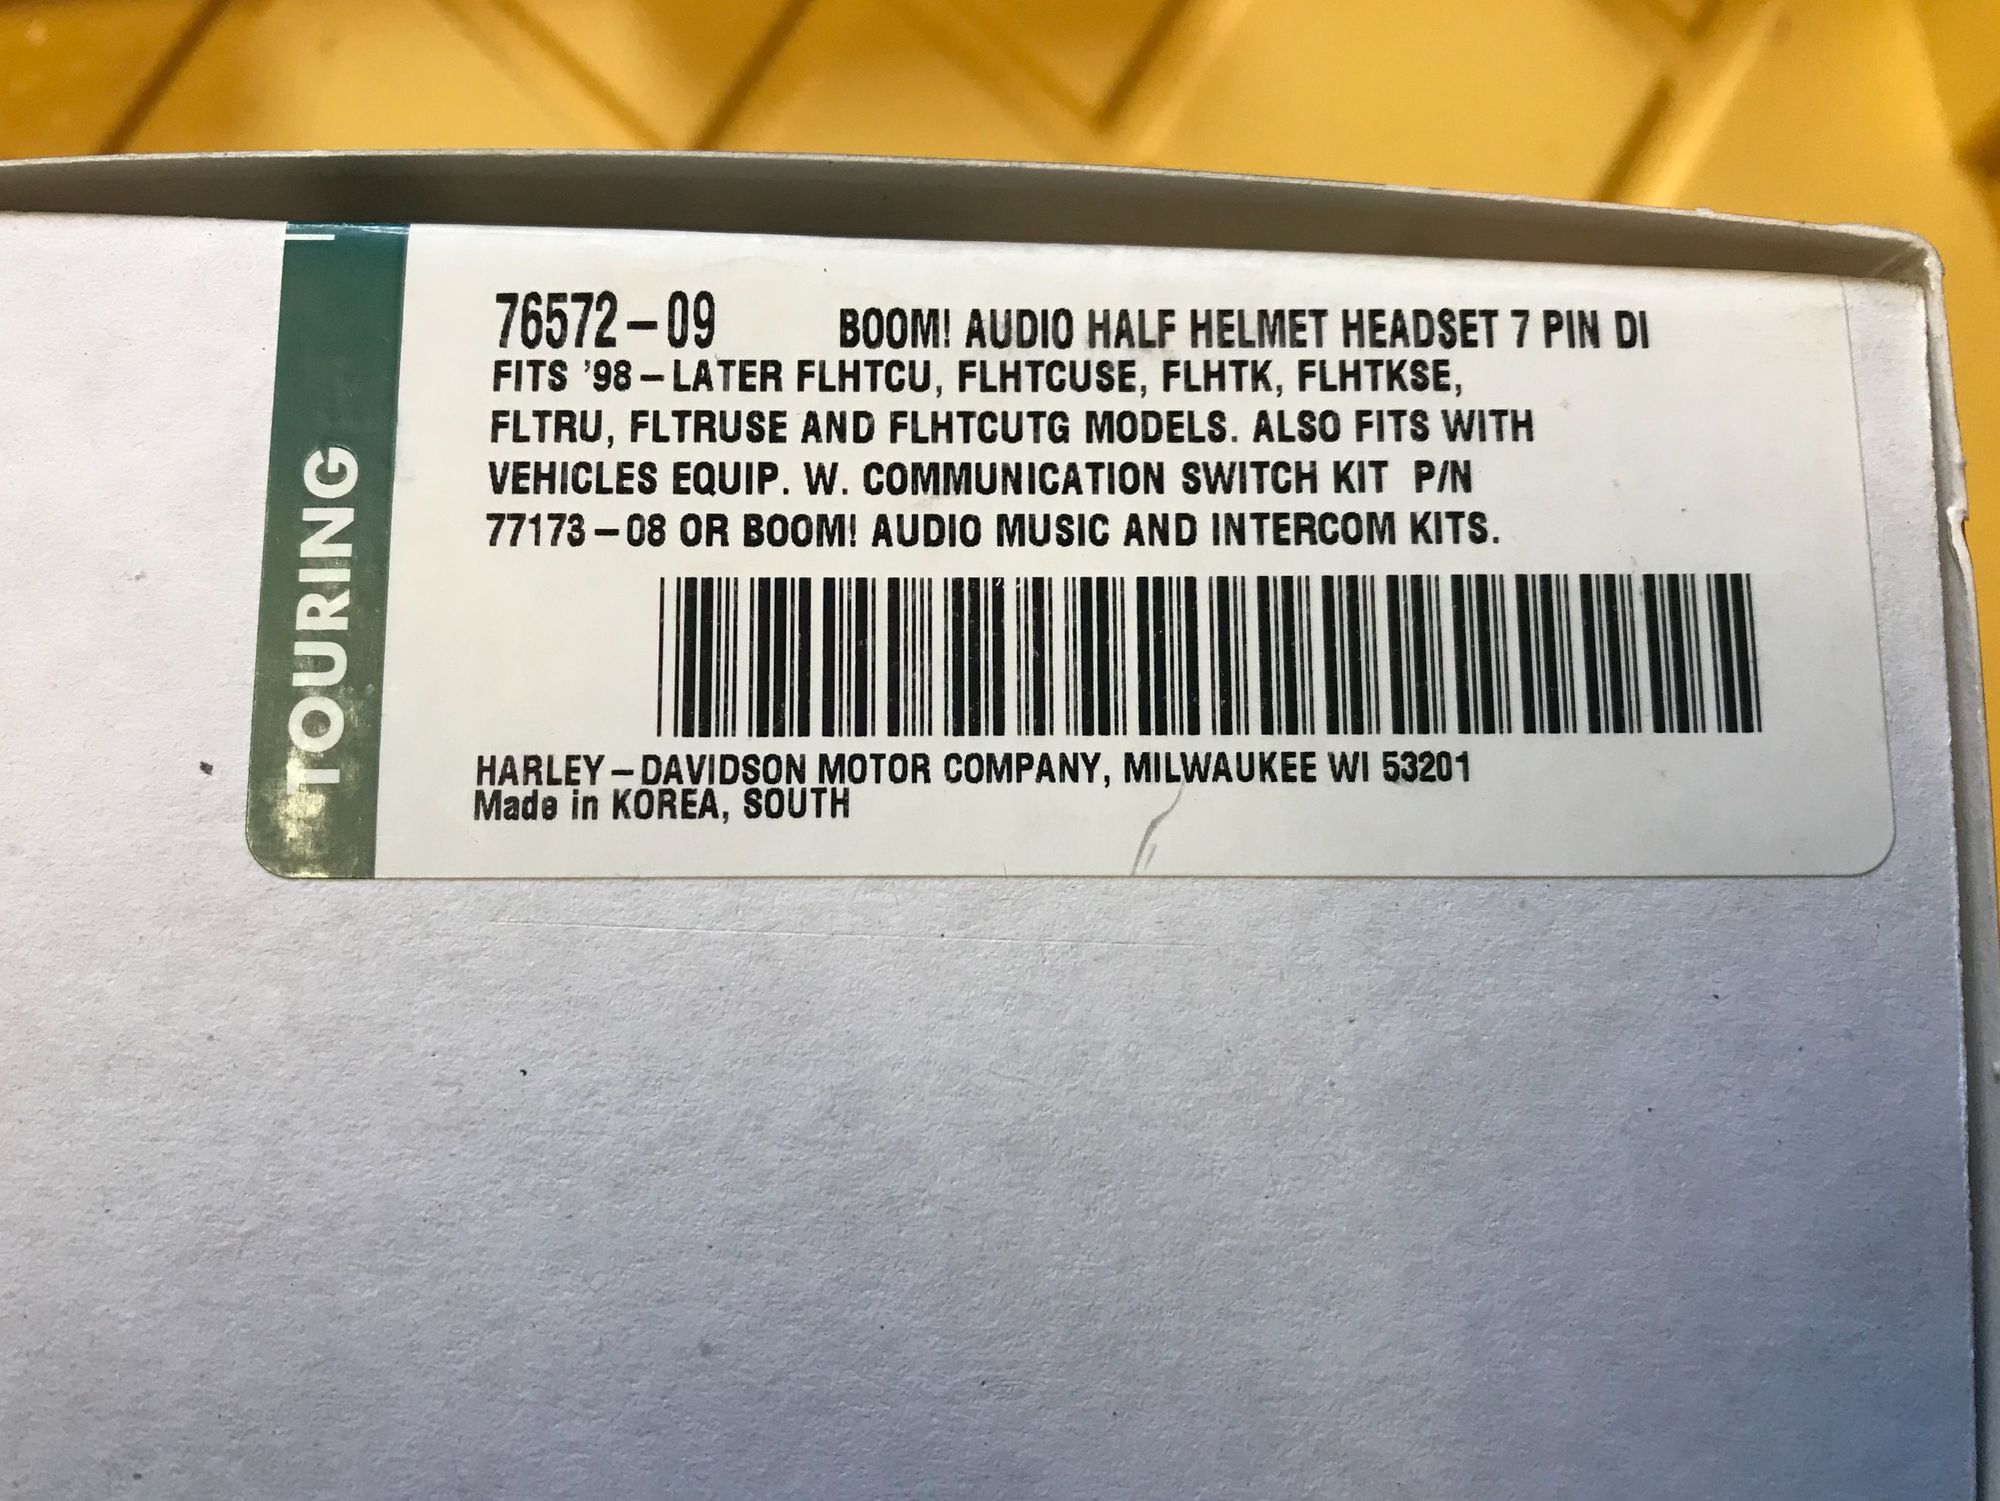 TOURING
76572-09 BOOM! AUDIO HALF HELMET HEADSET 7 PIN DI
FITS '98-LATER FLHTCU, FLHTCUSE, FLHTK, FLHTKSE,
FLTRU, FLTRUSE AND FLHTCUTG MODELS. ALSO FITS WITH
VEHICLES EQUIP. W. COMMUNICATION SWITCH KIT P/N
77173-08 OR BOOM! AUDIO MUSIC AND INTERCOM KITS.
HARLEY-DAVIDSON MOTOR COMPANY, MILWAUKEE WI 53201
Made in KOREA, SOUTH